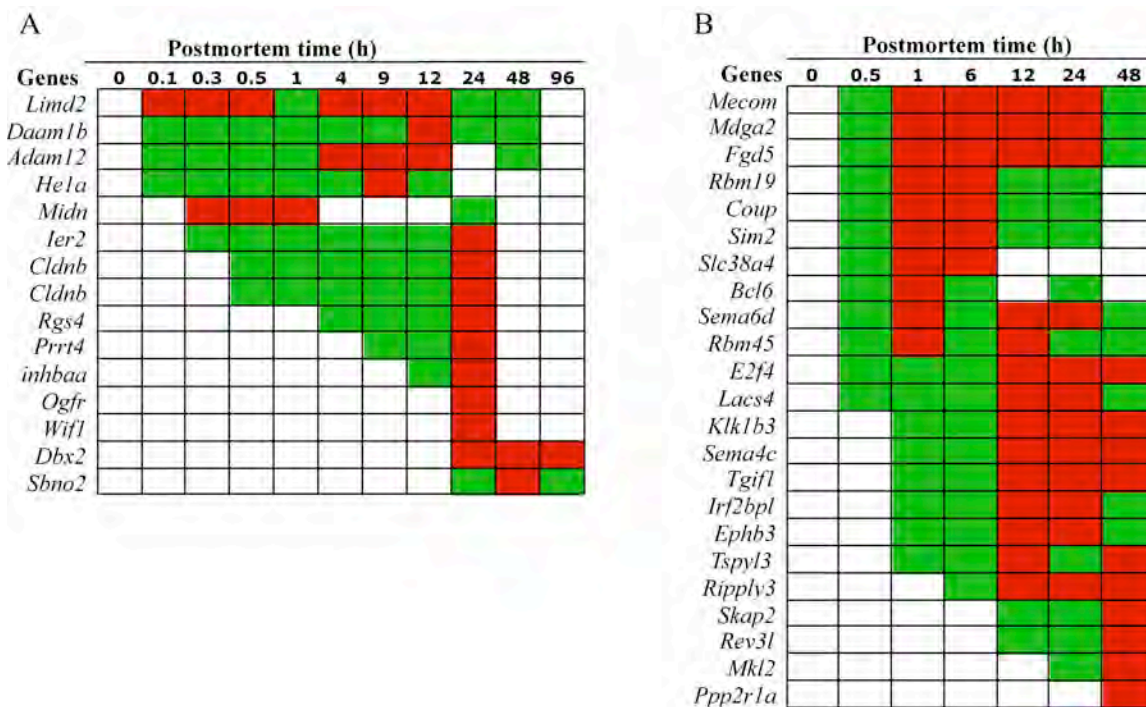 A
Postmortem time (h)
Genes 0 0.1 0.3 0.5 1 4 9 12 24 48 96
Limd2
Daam1b
Adam12
He1a
Midn
Ier2
Cldnb
Cldnb
Rgs4
Prrt4
inhbaa
Ogfr
Wif1
Dbx2
Sbno2
B
Postmortem time (h)
Genes 0 0.5 1 6 12 24 48
Mecom
Mdga2
Fgd5
Rbm19
Coup
Sim2
Slc38a4
Bcl6
Sema6d
Rbm45
E2f4
Lacs4
Klk1b3
Sema4c
Tgif1
Irf2bpl
Ephb3
Tspyl3
Ripply3
Skap2
Rev3l
Mkl2
Ppp2r1a